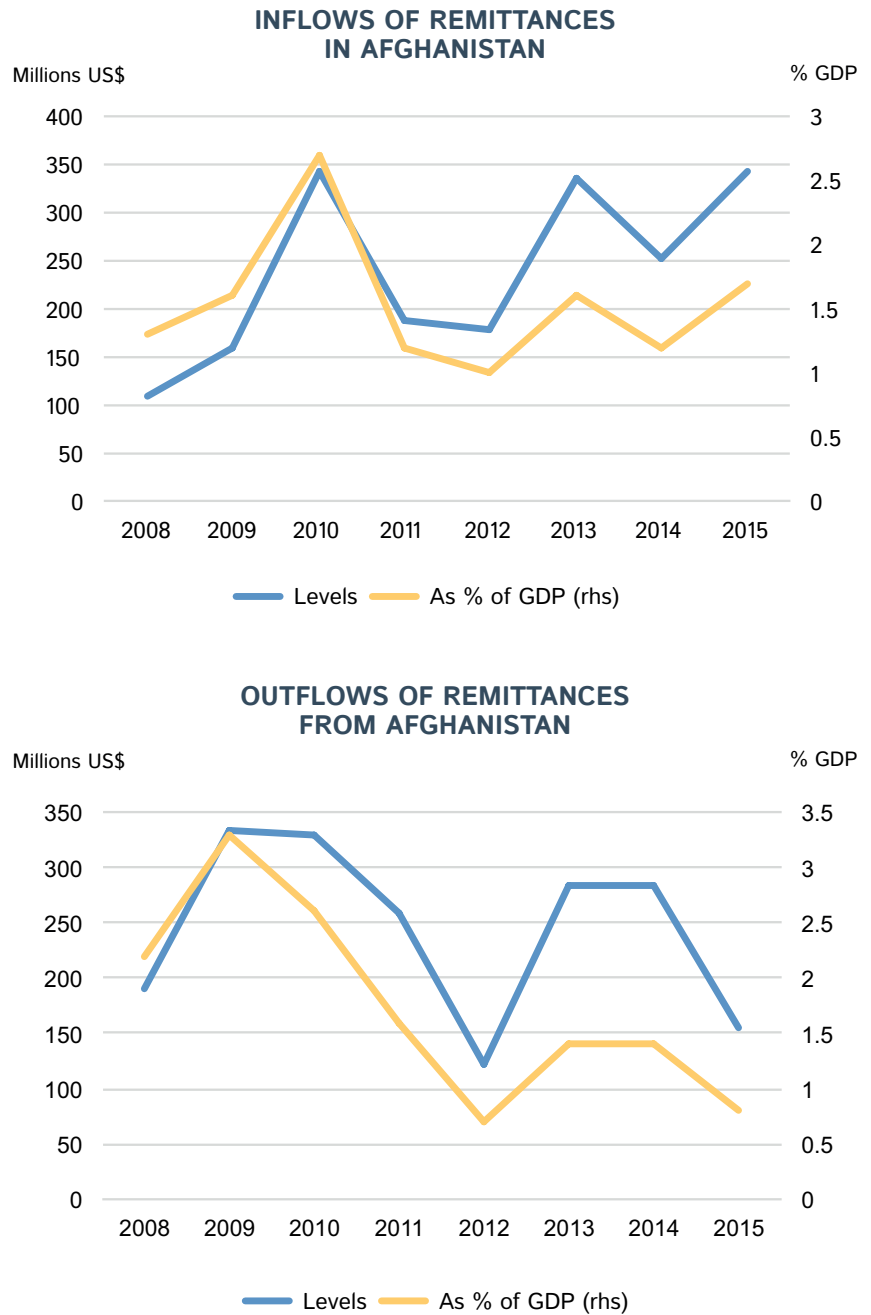 INFLOWS OF REMITTANCES
IN AFGHANISTAN
Millions US$
% GDP
400
350
300
250
200
150
100
50
0
3
2.5
2
1.5
1
0.5
0
2008 2009 2010 2011 2012 2013 2014 2015
Levels As % of GDP (rhs)
OUTFLOWS OF REMITTANCES
FROM AFGHANISTAN
Millions US$
% GDP
350
300
250
200
150
100
50
0
3.5
3
2.5
2
1.5
1
0.5
0
2008 2009 2010 2011 2012 2013 2014 2015
Levels As % of GDP (rhs)